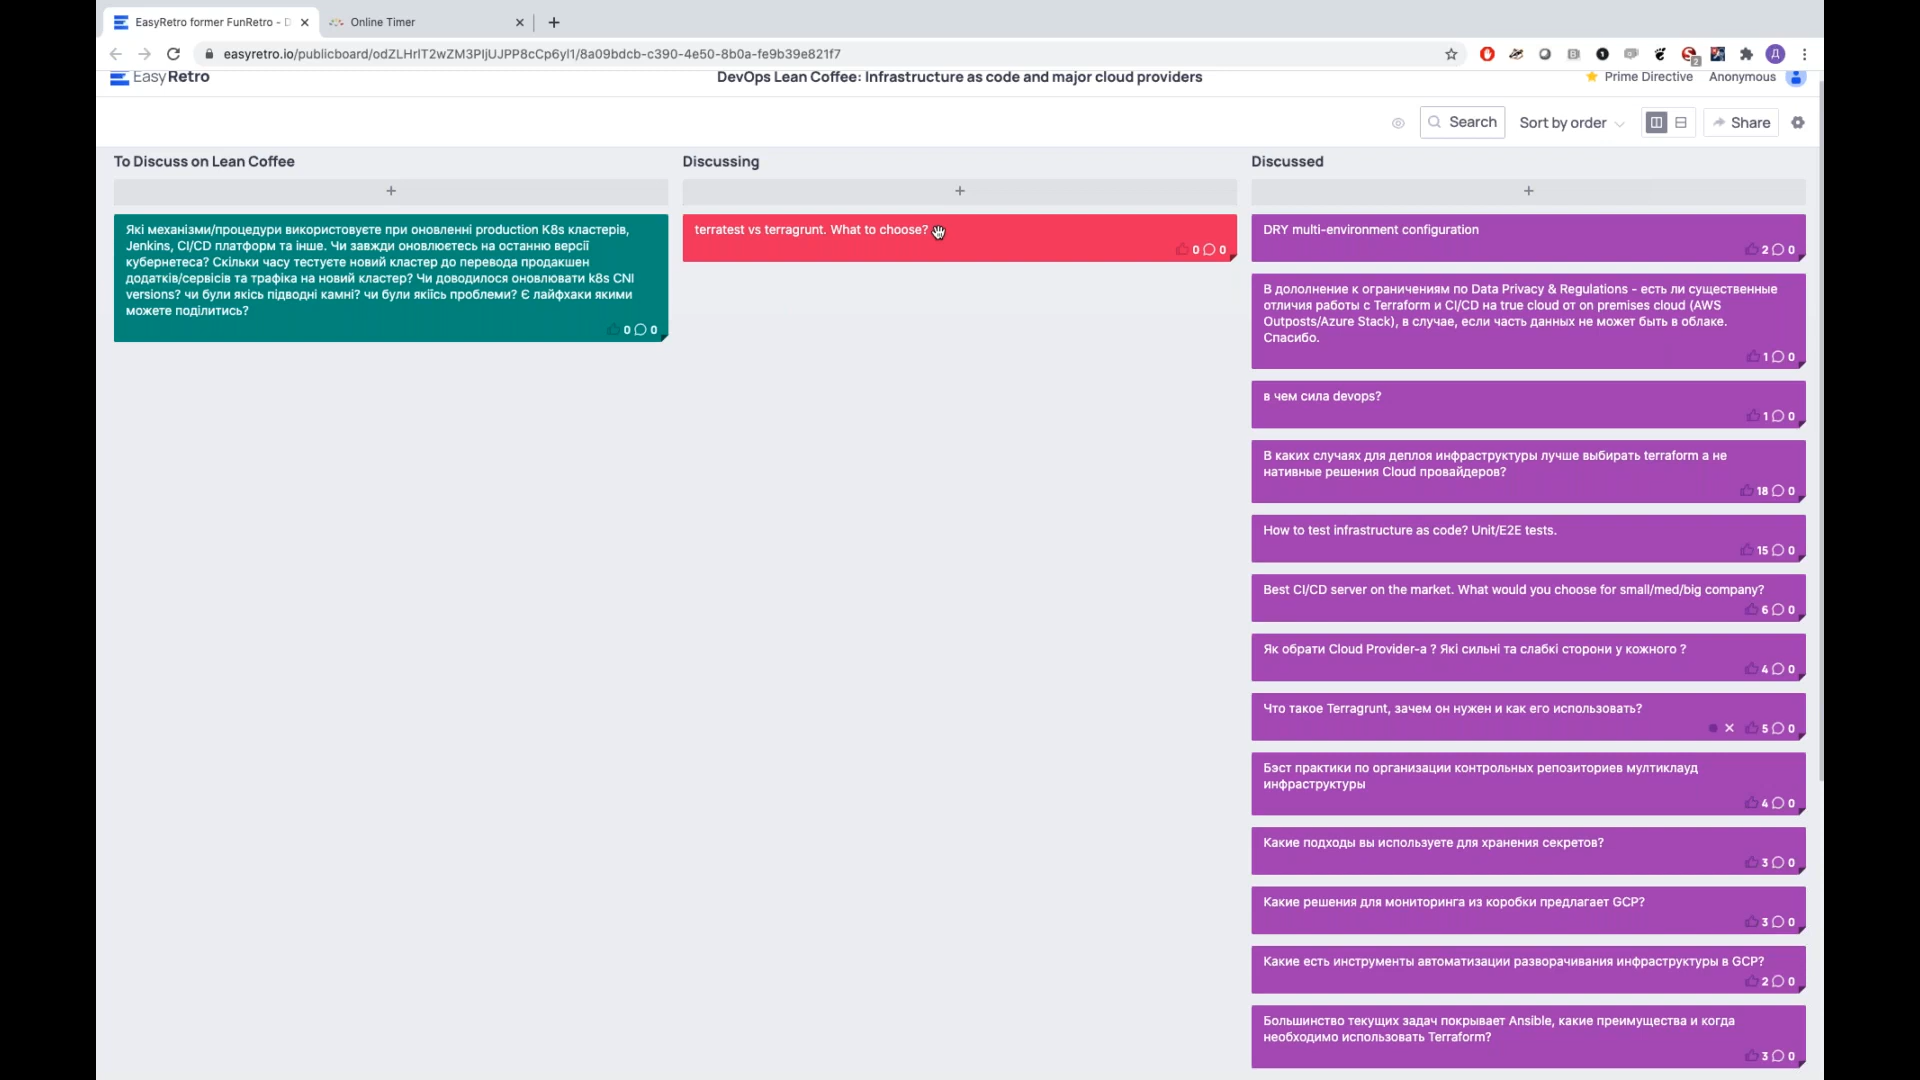 EasyRetro former FunRetro - D
Online Timer
easyretro.io/publicboard/odZLHrIT2wZM3PIjUJPP8cCp6yI1/8a09bdcb-c390-4e50-8b0a-fe9b39e821f7
EasyRetro
DevOps Lean Coffee: Infrastructure as code and major cloud providers
Prime Directive
Anonymous
Search
Sort by order
Share
To Discuss on Lean Coffee
+
Які механізми/процедури використовуєте при оновленні production K8s кластерів,
Jenkins, CI/CD платформ та інше. Чи завжди оновлюєтесь на останню версії
кубернетеса? Скільки часу тестуєте новий кластер до перевода продакшен
додатків/сервісів та трафіка на новий кластер? Чи доводилося оновлювати k8s CNI
versions? чи були якісь підводні камні? чи були якіїсь проблеми? Є лайфхаки якими
можете поділитись?
0 0
Discussing
+
terratest vs terragrunt. What to choose?
0 0
Discussed
+
DRY multi-environment configuration
2 0
В дололнение к ограничениям по Data Privacy & Regulations - есть ли существенные
отличия работы с Terraform и CI/CD на true cloud от on premises cloud (AWS
Outposts/Azure Stack), в случае, если часть данных не может быть в облаке.
Спасибо.
1 0
в чем сила devops?
1 0
В каких случаях для деплоя инфраструктуры лучше выбирать terraform а не
нативные решения Cloud провайдеров?
18 0
How to test infrastructure as code? Unit/E2E tests.
15 0
Best CI/CD server on the market. What would you choose for small/med/big company?
6 0
Як обрати Cloud Provider-а ? Які сильні та слабкі сторони у кожного ?
4 0
Что такое Terragrunt, зачем он нужен и как его использовать?
5 0
Бэст практики по организации контрольных репозиториев мултиклауд
инфраструктуры
4 0
Какие подходы вы используете для хранения секретов?
3 0
Какие решения для мониторинга из коробки предлагает GCP?
3 0
Какие есть инструменты автоматизации разворачивания инфраструктуры в GCP?
2 0
Большинство текущих задач покрывает Ansible, какие преимущества и когда
необходимо использовать Terraform?
3 0